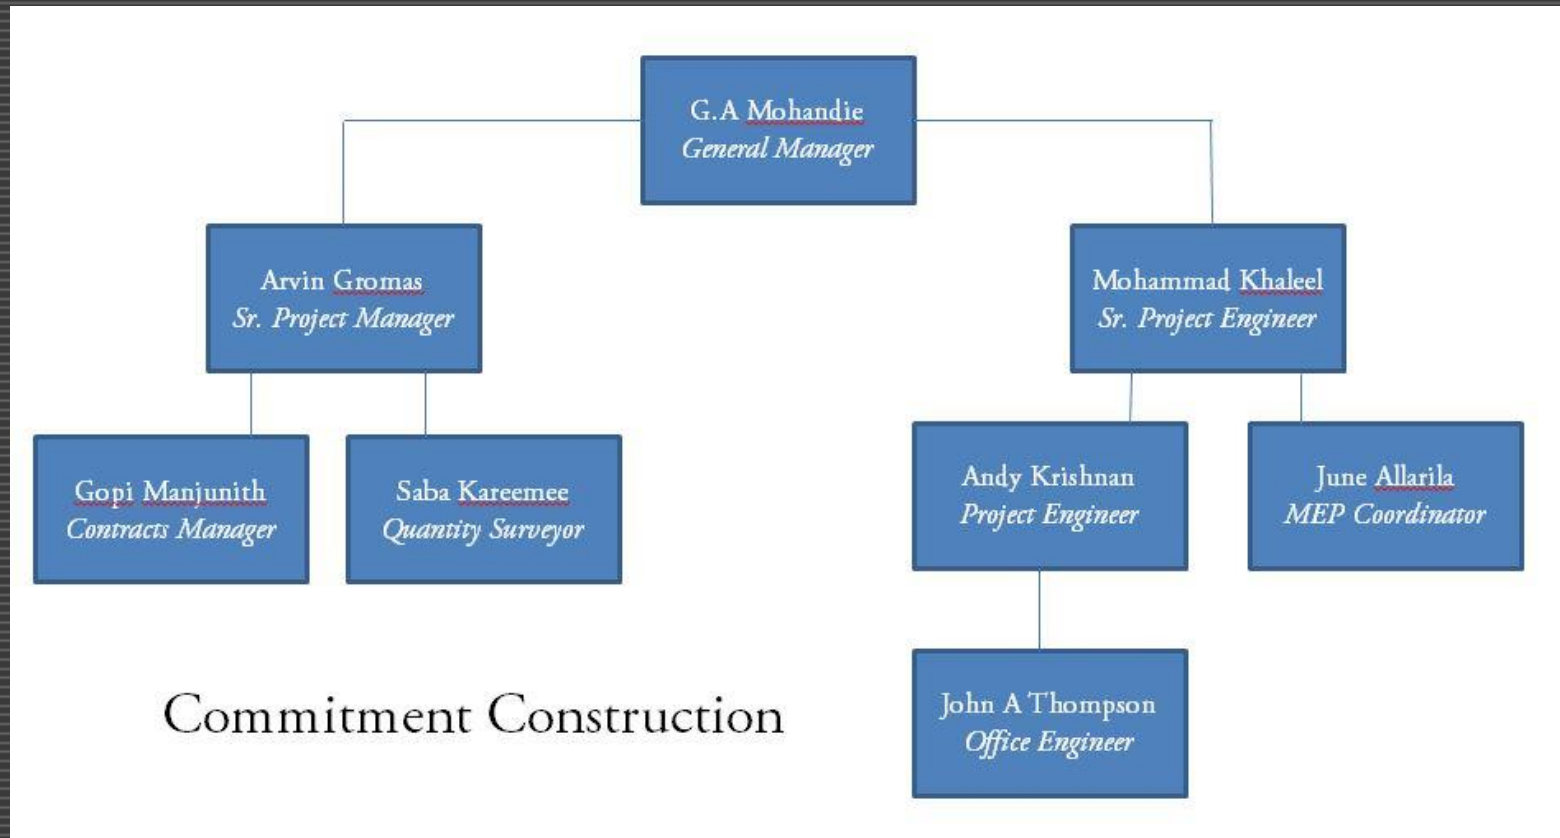 G.A Mohandie
General Manager
Arvin Gromas
Sr. Project Manager
Mohammad Khaleel
Sr. Project Engineer
Gopi Manjunith
Contracts Manager
Saba Kareemee
Quantity Surveyor
Andy Krishnan
Project Engineer
June Allarila
MEP Coordinator
John A Thompson
Office Engineer
Commitment Construction